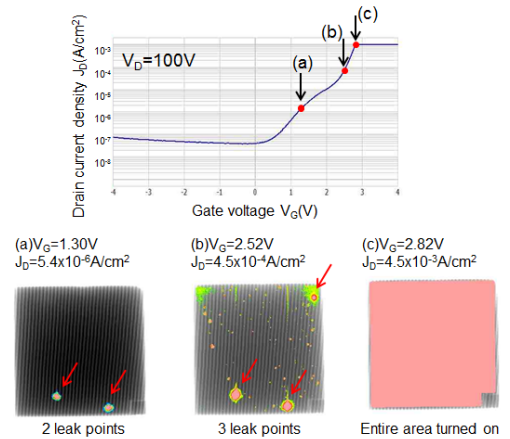 (c)
V_D=100V
(b)
(a)
Drain current density J_D(A/cm²)
10⁻³
10⁻⁴
10⁻⁵
10⁻⁶
10⁻⁷
10⁻⁸
-4 -3 -2 -1 0 1 2 3 4
Gate voltage V_G(V)
(a)V_G=1.30V
J_D=5.4x10⁻⁶A/cm²
(b)V_G=2.52V
J_D=4.5x10⁻⁴A/cm²
(c)V_G=2.82V
J_D=4.5x10⁻³A/cm²
2 leak points
3 leak points
Entire area turned on